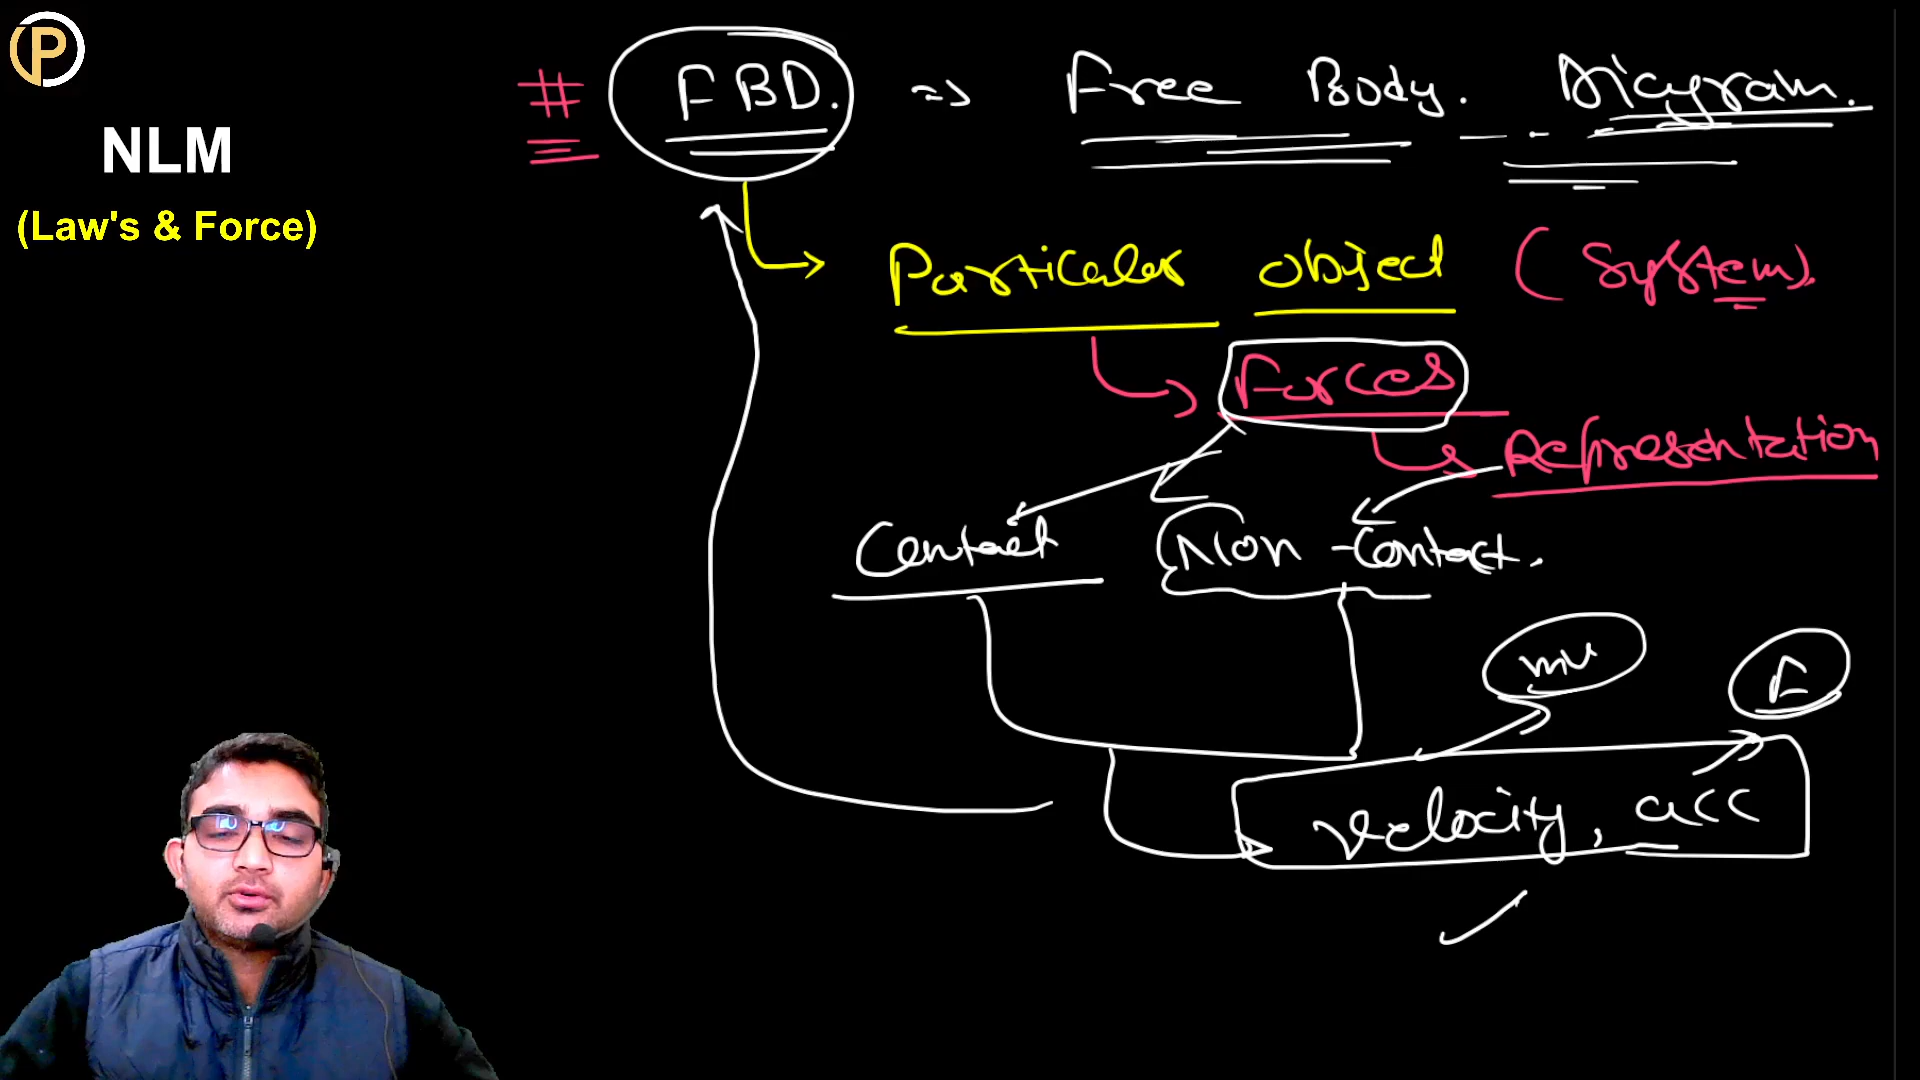 P
NLM
(Law's & Force)
# FBD. => Free Body. Diagram.
Particular object (System).
Forces
Representation
Contact Non-Contact.
mv F
velocity, acc